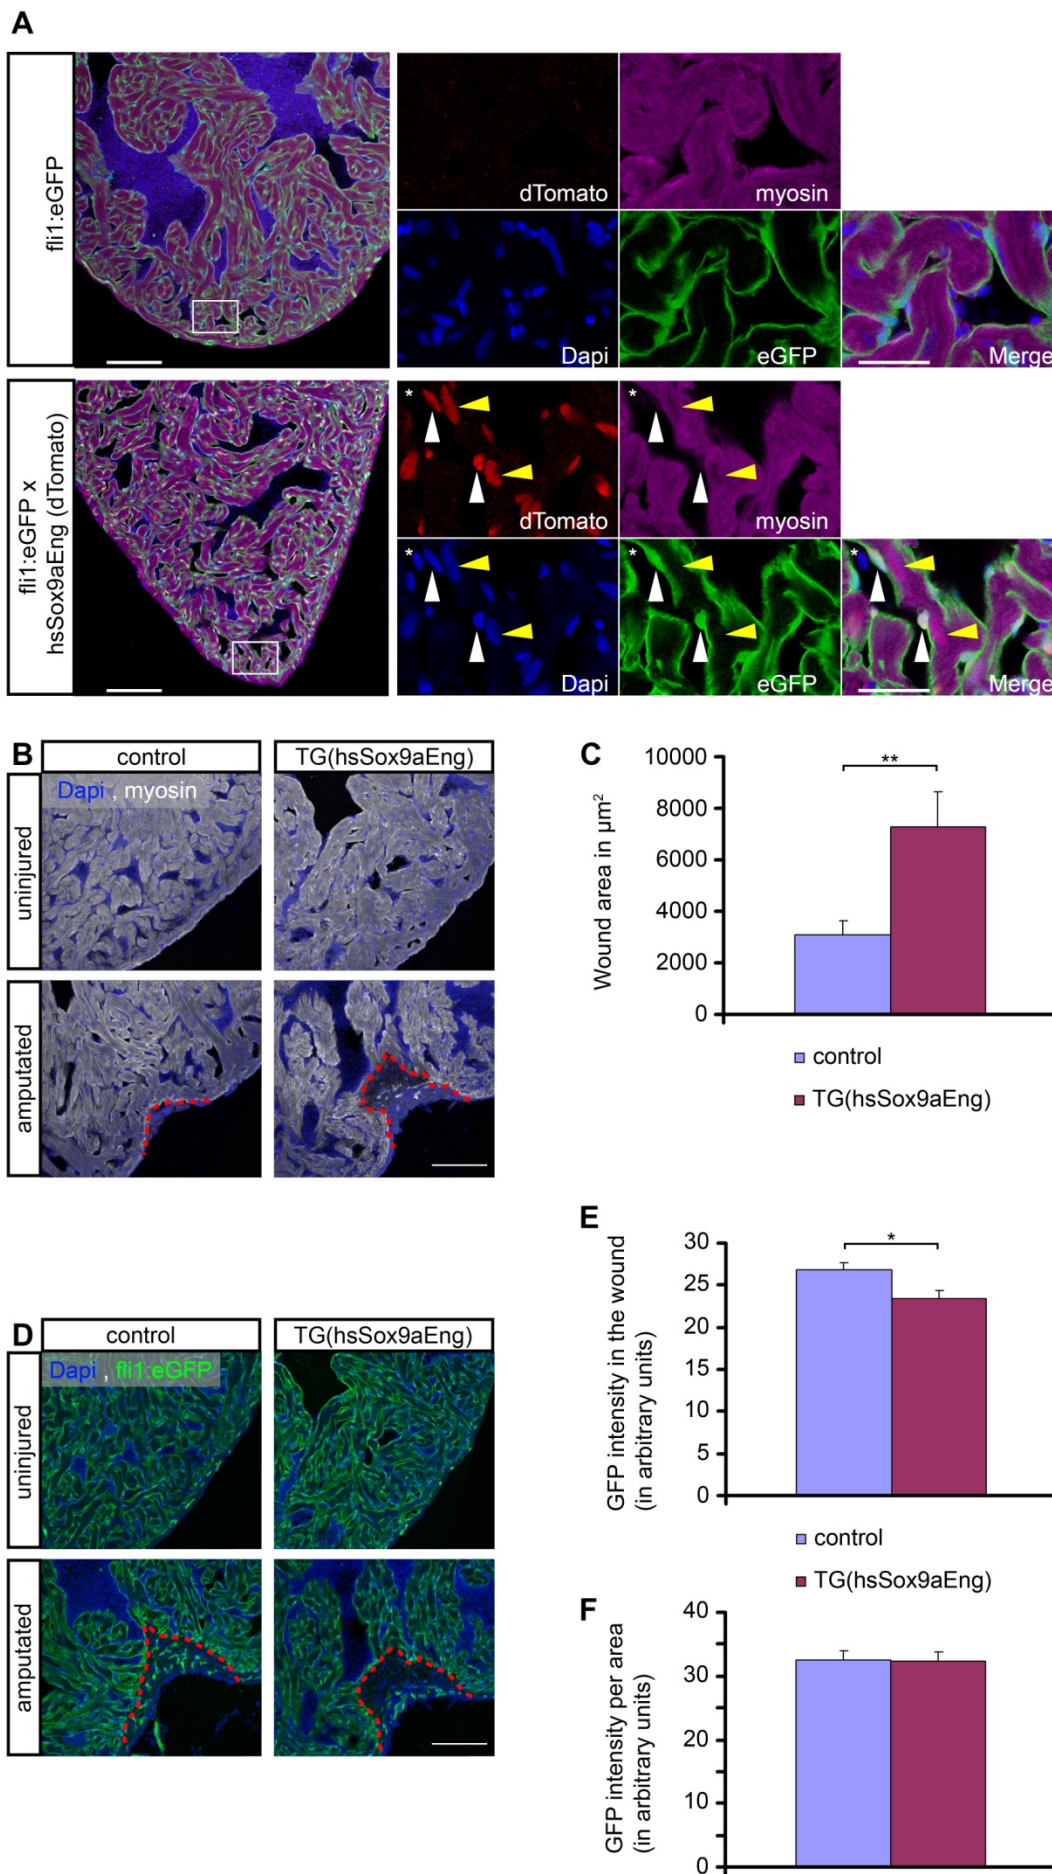 A
fli1:eGFP
dTomato
myosin
Dapi
eGFP
Merge
fli1:eGFP x
hsSox9aEng (dTomato)
*
dTomato
*
myosin
*
Dapi
eGFP
*
Merge
B
control
TG(hsSox9aEng)
uninjured
Dapi , myosin
amputated
C
Wound area in µm²
10000
8000
6000
4000
2000
0
**
control
TG(hsSox9aEng)
D
control
TG(hsSox9aEng)
uninjured
Dapi , fli1:eGFP
amputated
E
GFP intensity in the wound
(in arbitrary units)
30
25
20
15
10
5
0
*
control
TG(hsSox9aEng)
F
GFP intensity per area
(in arbitrary units)
40
30
20
10
0